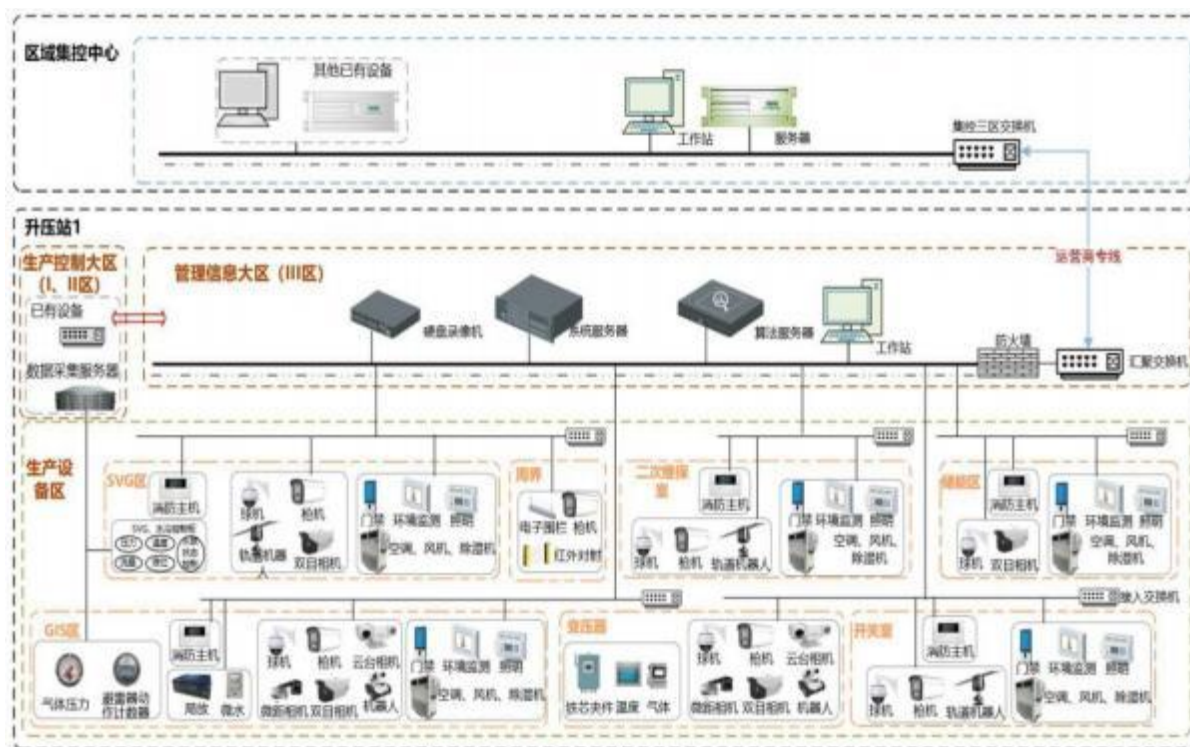 区域集控中心
其他已有设备
工作站
服务器
集控三区交换机
升压站1
生产控制大区
（I、II区）
管理信息大区（III区）
运营商专线
已有设备
硬盘录像机
系统服务器
算法服务器
工作站
防火墙
汇聚交换机
数据采集服务器
生产设
备区
SVG区
消防主机
压力
温度
流量
状态
球机
枪机
轨道机器
人
双目相机
门禁
环境监测
照明
空调、风机、除湿机
周界
电子围栏
枪机
红外对射
二次继保
室
消防主机
球机
枪机
轨道机器人
门禁
环境监测
照明
空调、风机、
除湿机
储能区
消防主机
球机
双目相机
门禁
环境监测
照明
空调、风机、
除湿机
接入交换机
GIS区
气体压力
避雷器动
作计数器
消防主机
局放
微水
球机
枪机
云台相机
微距相机
双目相机
机器人
门禁
环境监测
照明
空调、风机、除湿机
变压器
铁芯夹件
温度
气体
球机
枪机
云台相机
微距相机
双目相机
机器人
开关室
消防主机
球机
枪机
轨道机器人
门禁
环境监测
照明
空调、风机、除湿机